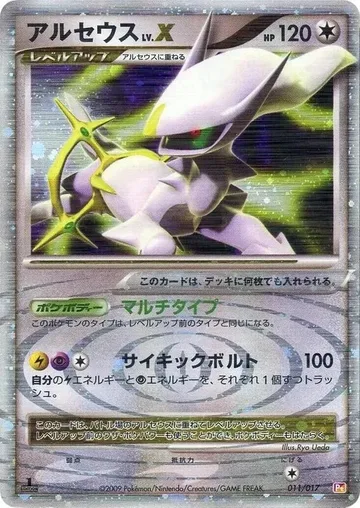 アルセウス LV.X HP 120
レベルアップ アルセウスに重ねる
このカードは、デッキに何枚でも入れられる。
ポケボディー マルチタイプ
このポケモンのタイプは、レベルアップ前のタイプと同じになる。
サイキックボルト 100
自分のエネルギーとエネルギーを、それぞれ1個ずつトラッシュ。
このカードは、バトル場のアルセウスに重ねてレベルアップさせる。
レベルアップ前のワザ・ポケパワーも使うことができ、ポケボディーもはたらく。
Illus.Ryo Ueda
弱点 抵抗力 にげる
1
©2009 Pokémon/Nintendo/Creatures/GAME FREAK.
011/017